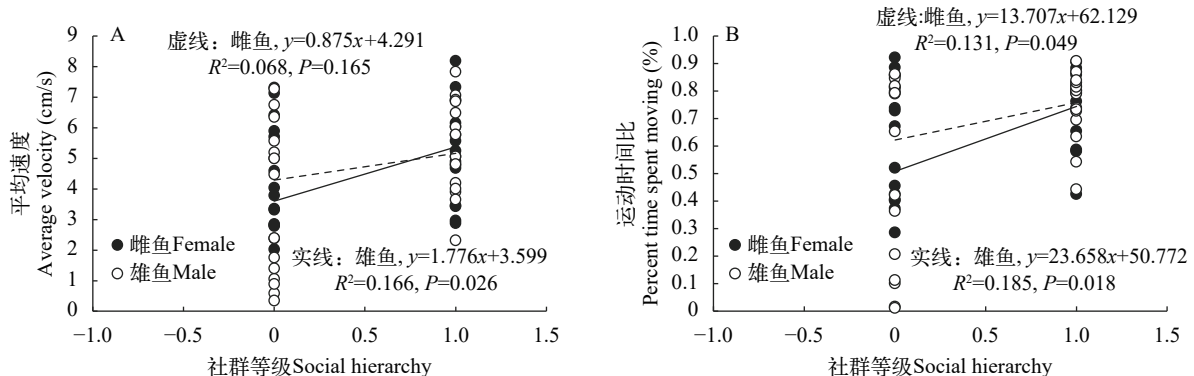 A
虚线：雌鱼, y=0.875x+4.291
R²=0.068, P=0.165
9
8
7
6
5
4
3
2
1
0
平均速度
Average velocity (cm/s)
●雌鱼Female
○雄鱼Male
实线：雄鱼, y=1.776x+3.599
R²=0.166, P=0.026
−1.0 −0.5 0 0.5 1.0 1.5
社群等级Social hierarchy
B
虚线:雌鱼, y=13.707x+62.129
R²=0.131, P=0.049
1.0
0.9
0.8
0.7
0.6
0.5
0.4
0.3
0.2
0.1
0
运动时间比
Percent time spent moving (%)
●雌鱼Female
○雄鱼Male
实线：雄鱼, y=23.658x+50.772
R²=0.185, P=0.018
−1.0 −0.5 0 0.5 1.0 1.5
社群等级Social hierarchy